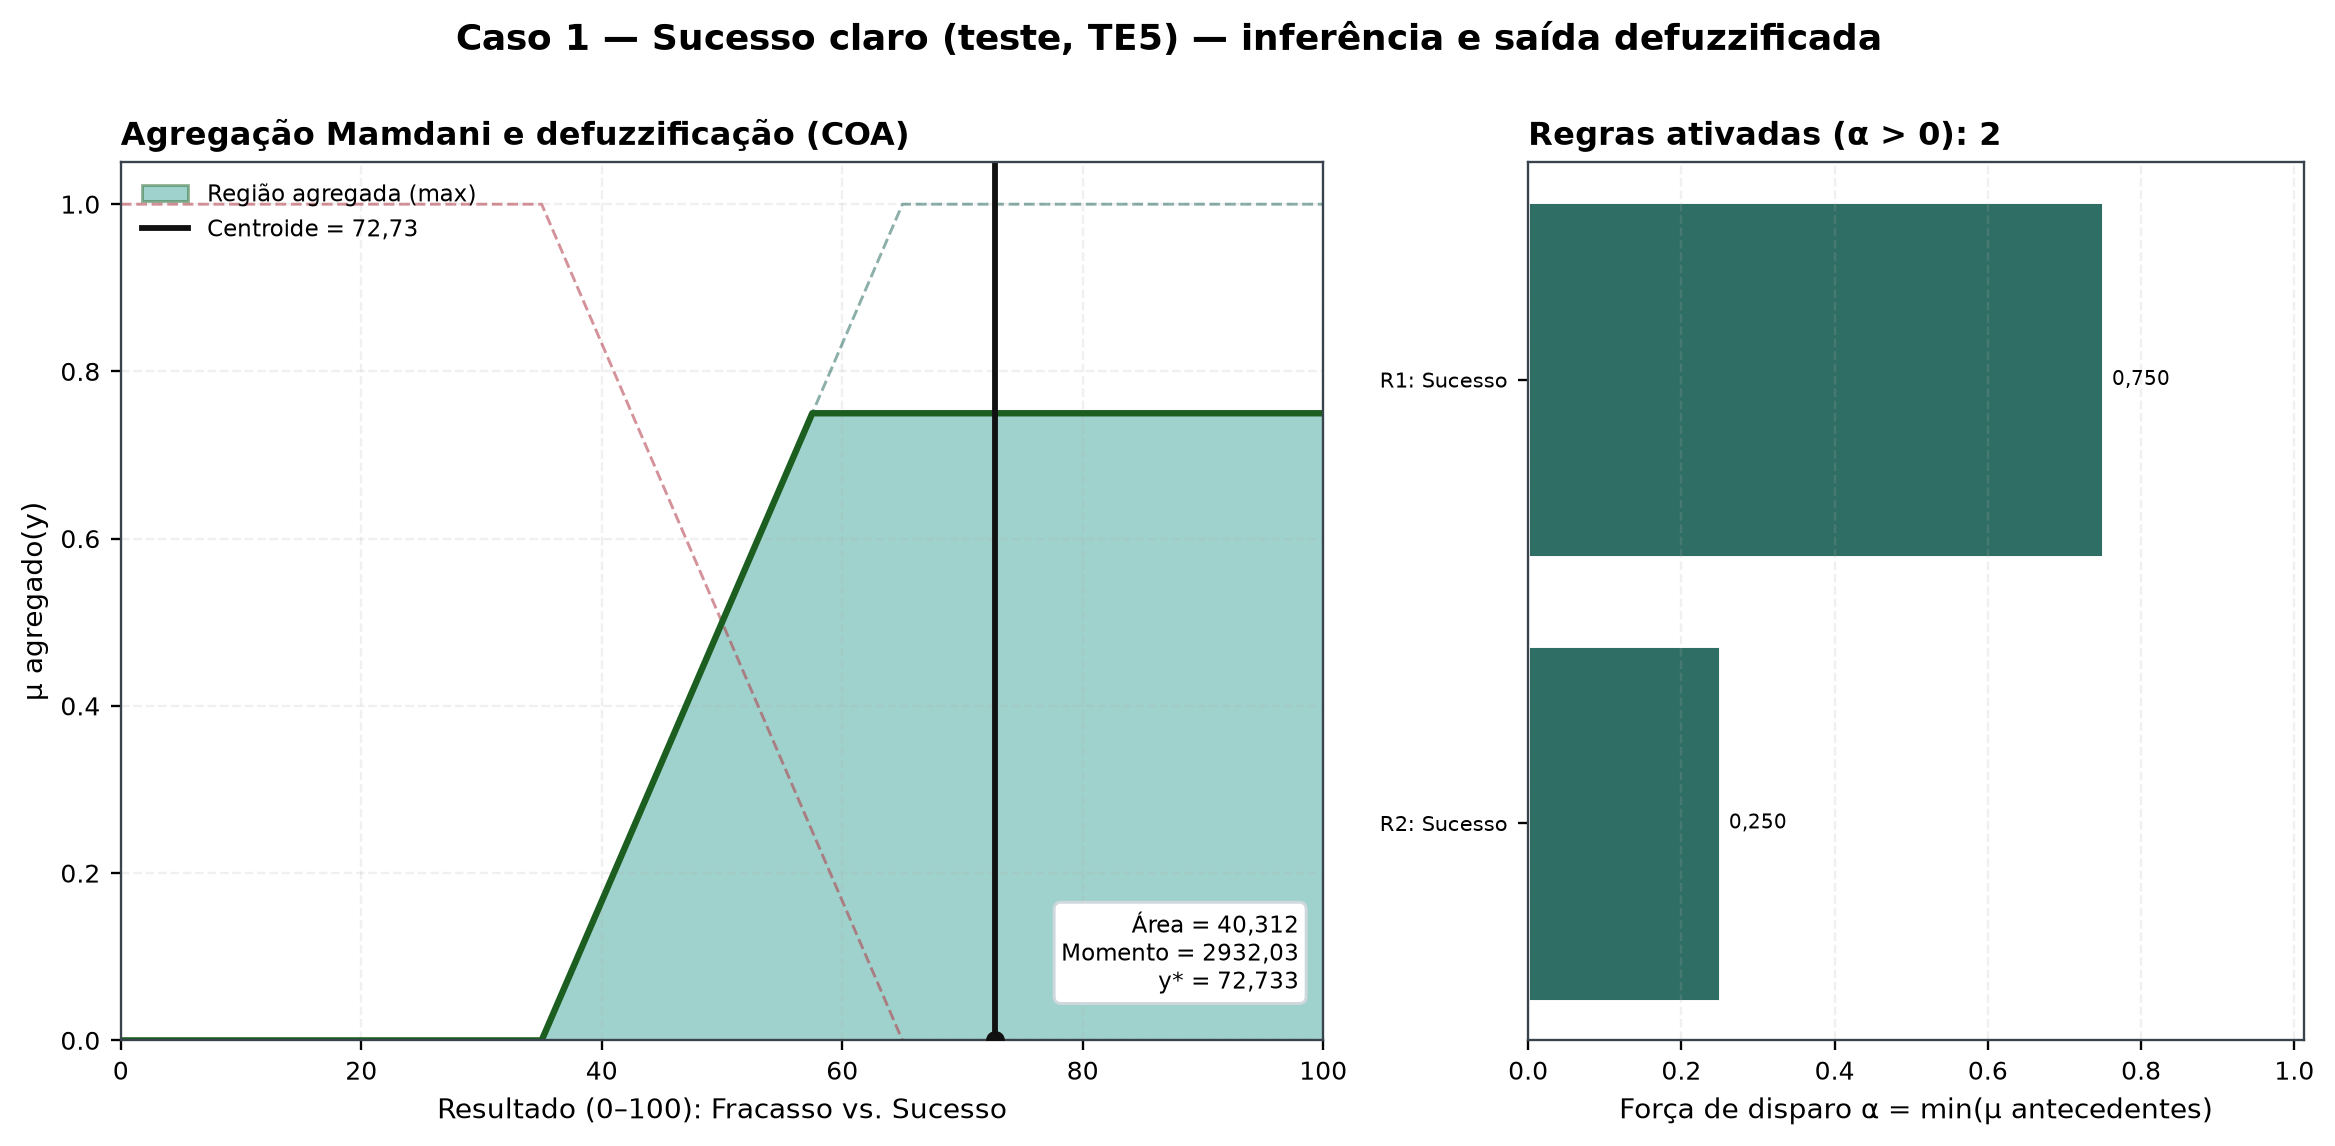 Caso 1 — Sucesso claro (teste, TE5) — inferência e saída defuzzificada
Agregação Mamdani e defuzzificação (COA)
Região agregada (max)
Centroide = 72,73
μ agregado(y)
1.0
0.8
0.6
0.4
0.2
0.0
0 20 40 60 80 100
Resultado (0–100): Fracasso vs. Sucesso
Área = 40,312
Momento = 2932,03
y* = 72,733
Regras ativadas (α > 0): 2
R1: Sucesso
0,750
R2: Sucesso
0,250
0.0 0.2 0.4 0.6 0.8 1.0
Força de disparo α = min(μ antecedentes)